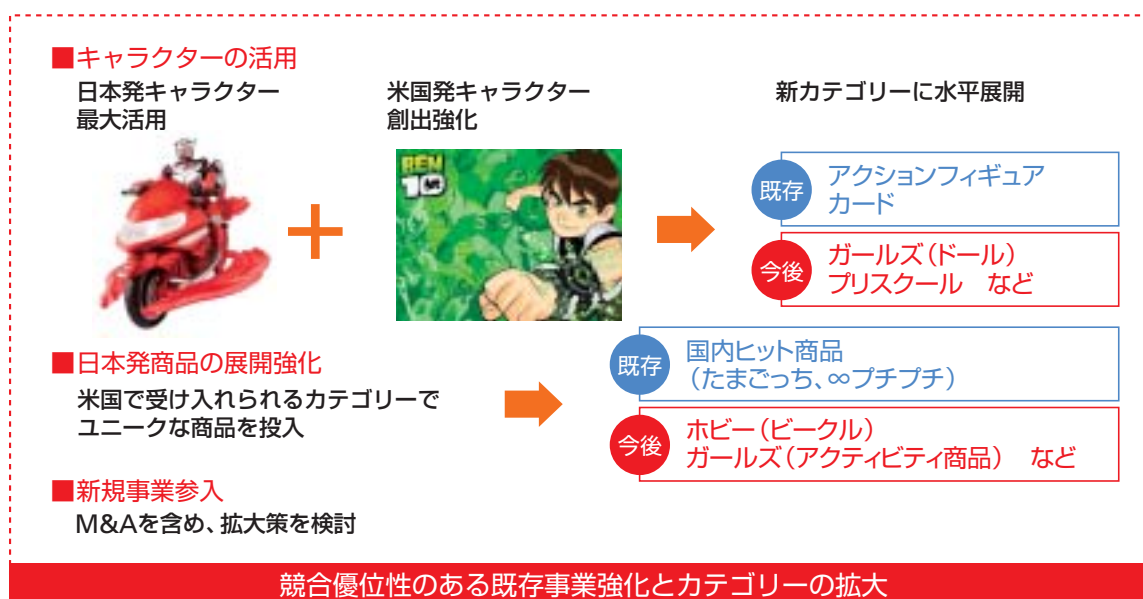 ■キャラクターの活用
日本発キャラクター
最大活用
米国発キャラクター
創出強化
新カテゴリーに水平展開
BEN
10
+
既存
アクションフィギュア
カード
今後
ガールズ（ドール）
プリスクール　など
■日本発商品の展開強化
米国で受け入れられるカテゴリーで
ユニークな商品を投入
既存
国内ヒット商品
（たまごっち、∞プチプチ）
今後
ホビー（ビークル）
ガールズ（アクティビティ商品）　など
■新規事業参入
M&Aを含め、拡大策を検討
競合優位性のある既存事業強化とカテゴリーの拡大